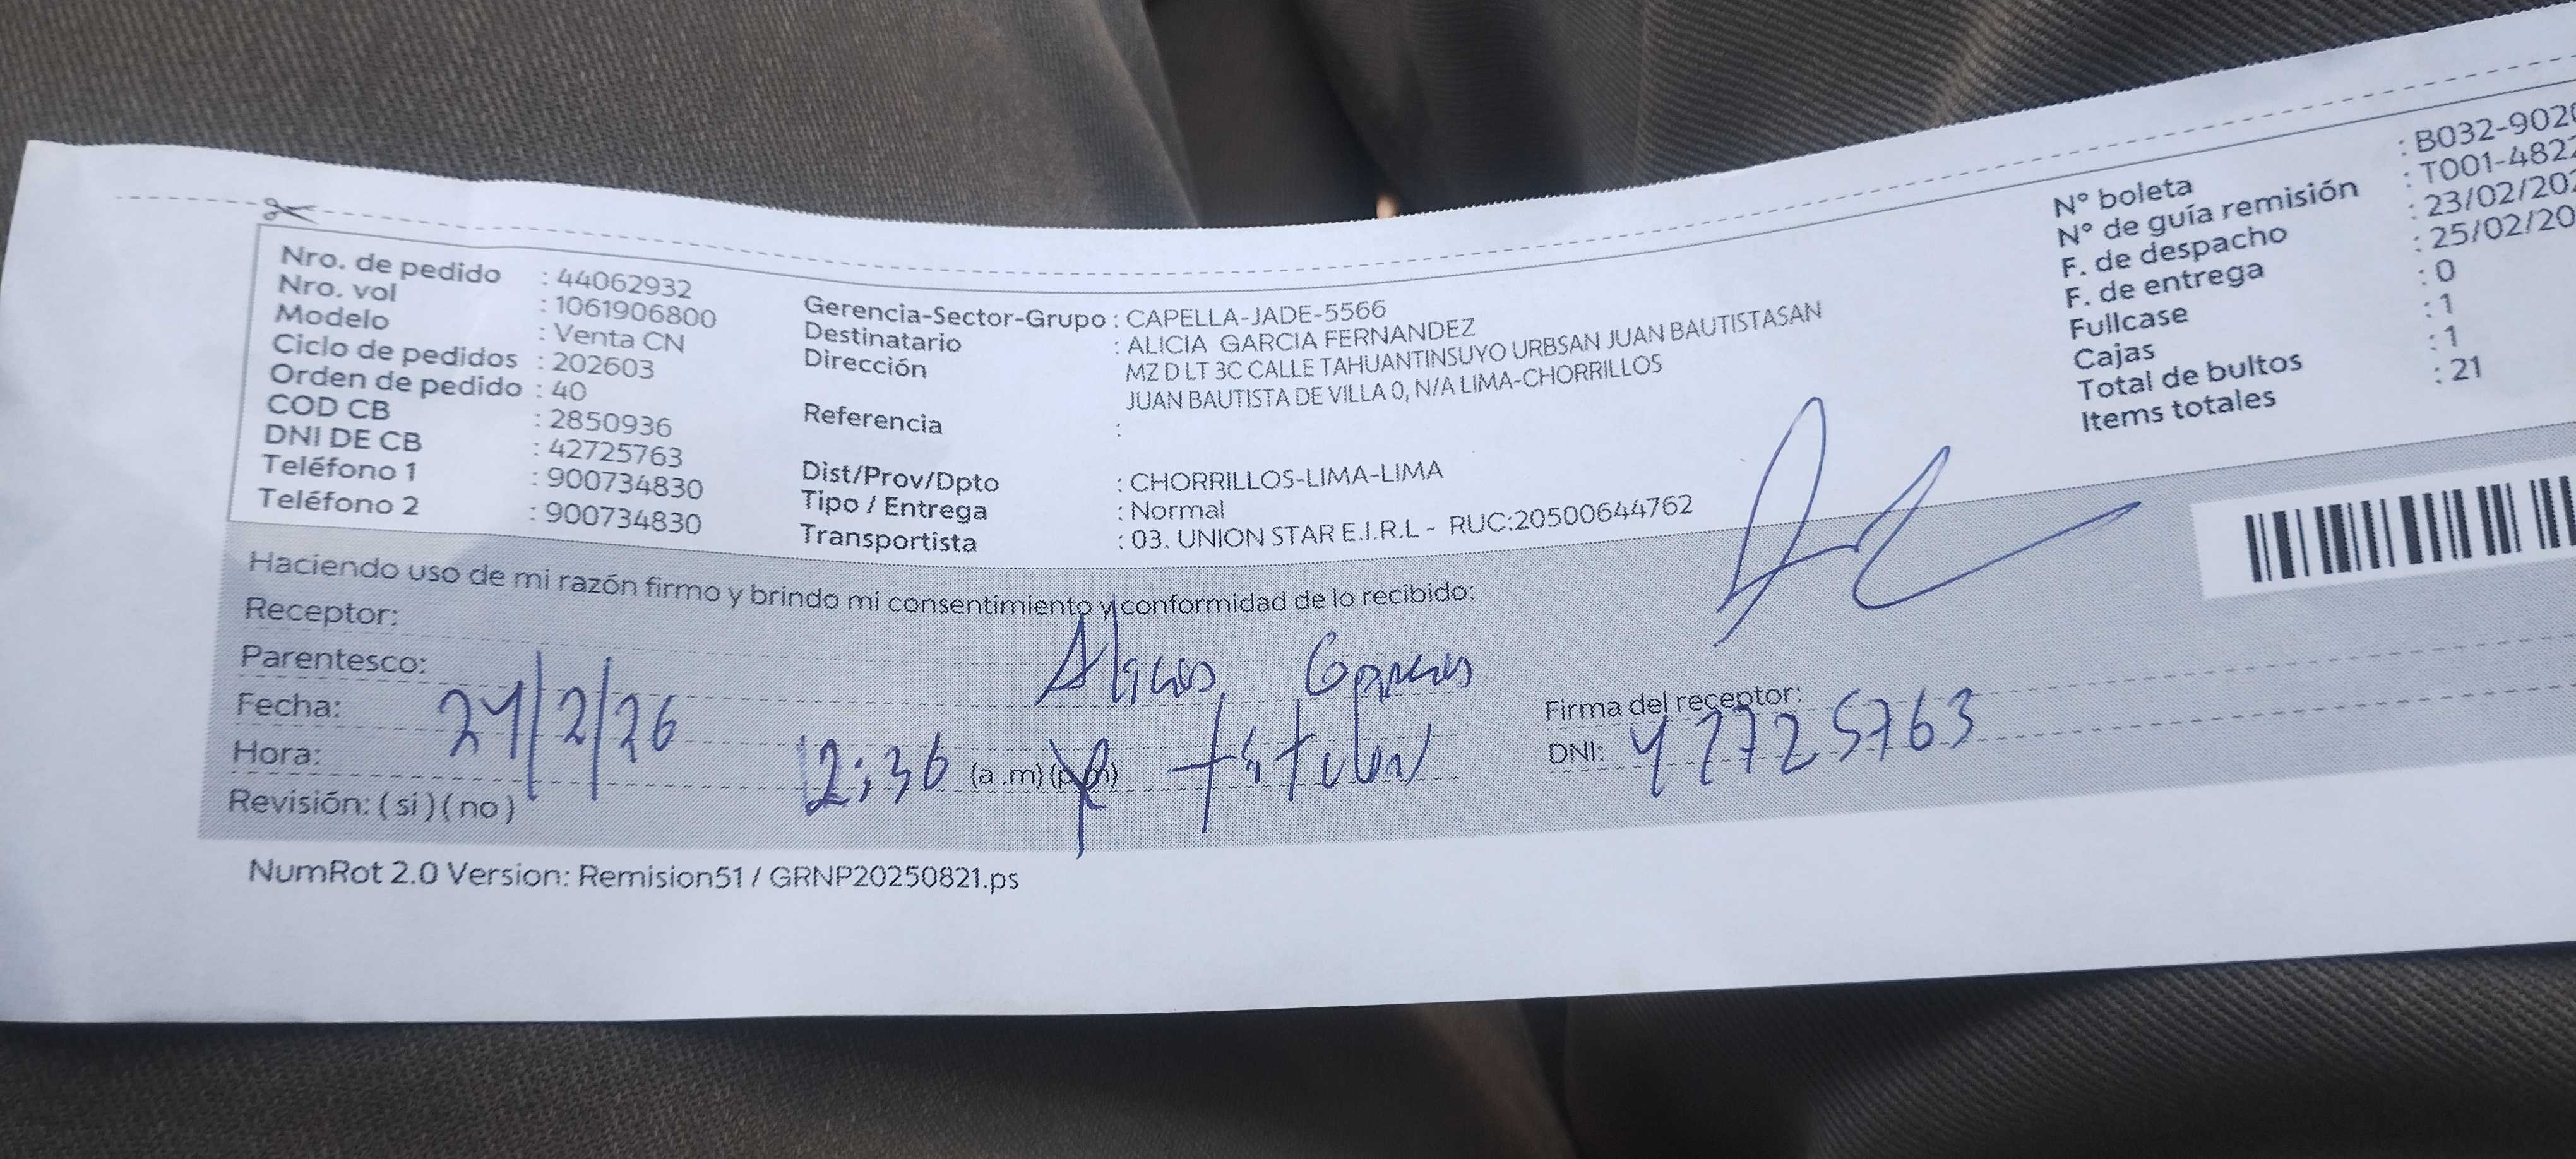 Nro. de pedido : 44062932
Nro. vol : 1061906800
Modelo : Venta CN
Ciclo de pedidos : 202603
Orden de pedido : 40
COD CB : 2850936
DNI DE CB : 42725763
Teléfono 1 : 900734830
Teléfono 2 : 900734830
Gerencia-Sector-Grupo : CAPELLA-JADE-5566
Destinatario : ALICIA GARCIA FERNANDEZ
Dirección MZ D LT 3C CALLE TAHUANTINSUYO URBSAN JUAN BAUTISTASAN
JUAN BAUTISTA DE VILLA 0, N/A LIMA-CHORRILLOS
Referencia :
Dist/Prov/Dpto : CHORRILLOS-LIMA-LIMA
Tipo / Entrega : Normal
Transportista : 03. UNION STAR E.I.R.L - RUC:20500644762
Nº boleta : B032-902
Nº de guía remisión : T001-482
F. de despacho : 23/02/20
F. de entrega : 25/02/20
Fullcase : 0
Cajas : 1
Total de bultos : 1
Items totales : 21
Haciendo uso de mi razón firmo y brindo mi consentimiento y conformidad de lo recibido:
Receptor: Alicia Garcia
Parentesco: titular
Fecha: 24/2/26
Hora: 2:36 (a .m) (p.m)
Revisión: ( si ) ( no )
Firma del receptor:
DNI: 42725763
NumRot 2.0 Version: Remision51 / GRNP20250821.ps